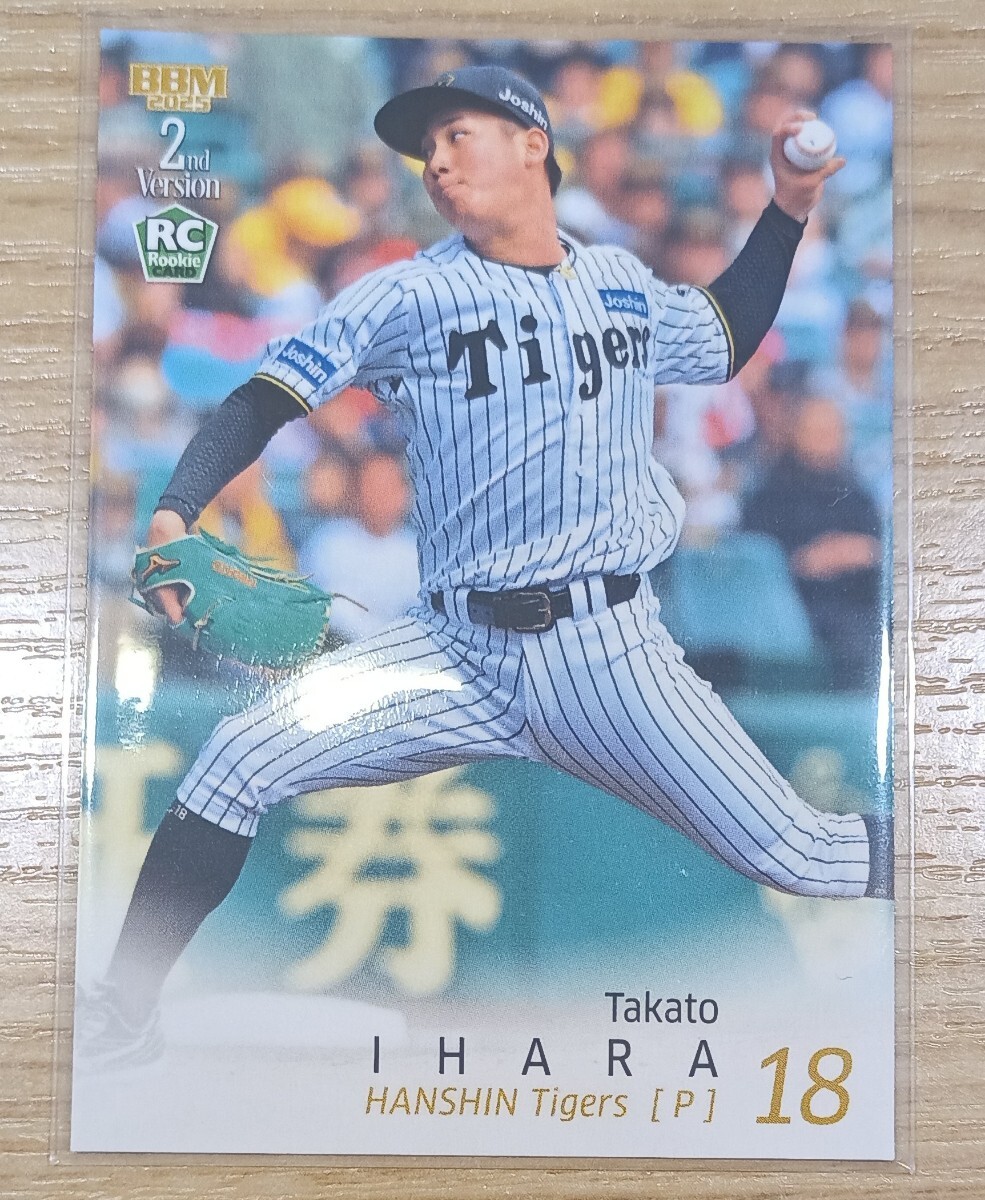 BBM
2025
2nd
Version
RC
Rookie
CARD
Joshin
Joshin
Joshin
Tigers
券
Takato
IHARA
HANSHIN Tigers [P]
18